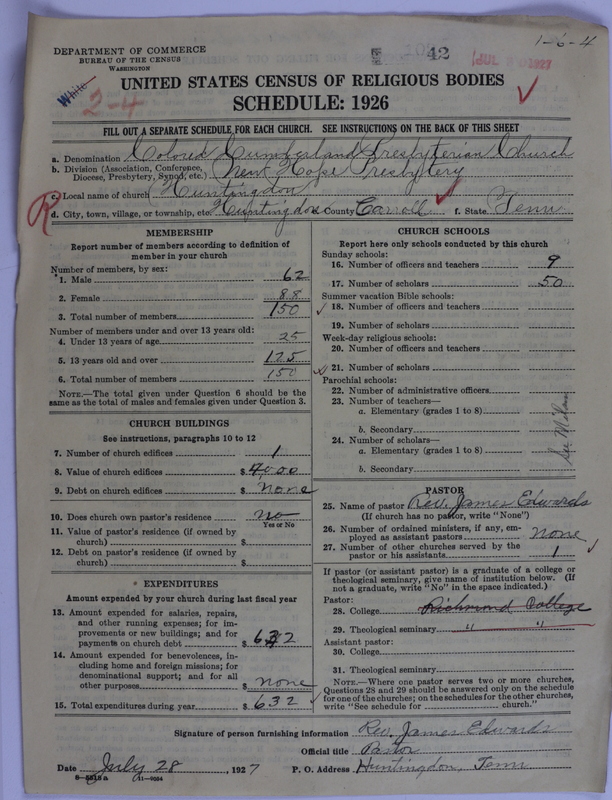 1-6-4
DEPARTMENT OF COMMERCE
BUREAU OF THE CENSUS
WASHINGTON
42
JUL 1927
White
2-4
UNITED STATES CENSUS OF RELIGIOUS BODIES
SCHEDULE: 1926
FILL OUT A SEPARATE SCHEDULE FOR EACH CHURCH. SEE INSTRUCTIONS ON THE BACK OF THIS SHEET
a. Denomination Colored Cumberland Presbyterian Church
b. Division (Association, Conference, Diocese, Presbytery, Synod, etc.) New Hope Presbytery
c. Local name of church Huntingdon
R
d. City, town, village, or township, etc. Huntingdon County Carroll f. State Tenn
MEMBERSHIP
Report number of members according to definition of
member in your church
Number of members, by sex:
1. Male 62
2. Female 88
3. Total number of members 150
Number of members under and over 13 years old:
4. Under 13 years of age 25
5. 13 years old and over 125
6. Total number of members 150
NOTE.—The total given under Question 6 should be
the same as the total of males and females given under Question 3.
CHURCH BUILDINGS
See instructions, paragraphs 10 to 12
7. Number of church edifices 1
8. Value of church edifices $ 4000
9. Debt on church edifices $ none
10. Does church own pastor's residence no
Yes or No
11. Value of pastor's residence (if owned by
church) $
12. Debt on pastor's residence (if owned by
church) $
EXPENDITURES
Amount expended by your church during last fiscal year
13. Amount expended for salaries, repairs,
and other running expenses; for im-
provements or new buildings; and for
payments on church debt $ 632
14. Amount expended for benevolences, in-
cluding home and foreign missions; for
denominational support; and for all
other purposes $ none
15. Total expenditures during year $ 632
CHURCH SCHOOLS
Report here only schools conducted by this church
Sunday schools:
16. Number of officers and teachers 9
17. Number of scholars 50
Summer vacation Bible schools:
18. Number of officers and teachers
19. Number of scholars
Week-day religious schools:
20. Number of officers and teachers
21. Number of scholars
Parochial schools:
22. Number of administrative officers
23. Number of teachers—
a. Elementary (grades 1 to 8)
b. Secondary
24. Number of scholars—
a. Elementary (grades 1 to 8)
b. Secondary
PASTOR
25. Name of pastor Rev. James Edwards
(If church has no pastor, write "None")
26. Number of ordained ministers, if any, em-
ployed as assistant pastors none
27. Number of other churches served by the
pastor or his assistants 1
If pastor (or assistant pastor) is a graduate of a college or
theological seminary, give name of institution below. (If
not a graduate, write "No" in the space indicated.)
Pastor:
28. College Richmond College
29. Theological seminary " "
Assistant pastor:
30. College
31. Theological seminary
NOTE.—Where one pastor serves two or more churches,
Questions 28 and 29 should be answered only on the schedule
for one of the churches; on the schedules for the other churches,
write "See schedule for church."
Signature of person furnishing information Rev. James Edwards
Official title Pastor
Date July 28, 1927 P. O. Address Huntingdon, Tenn